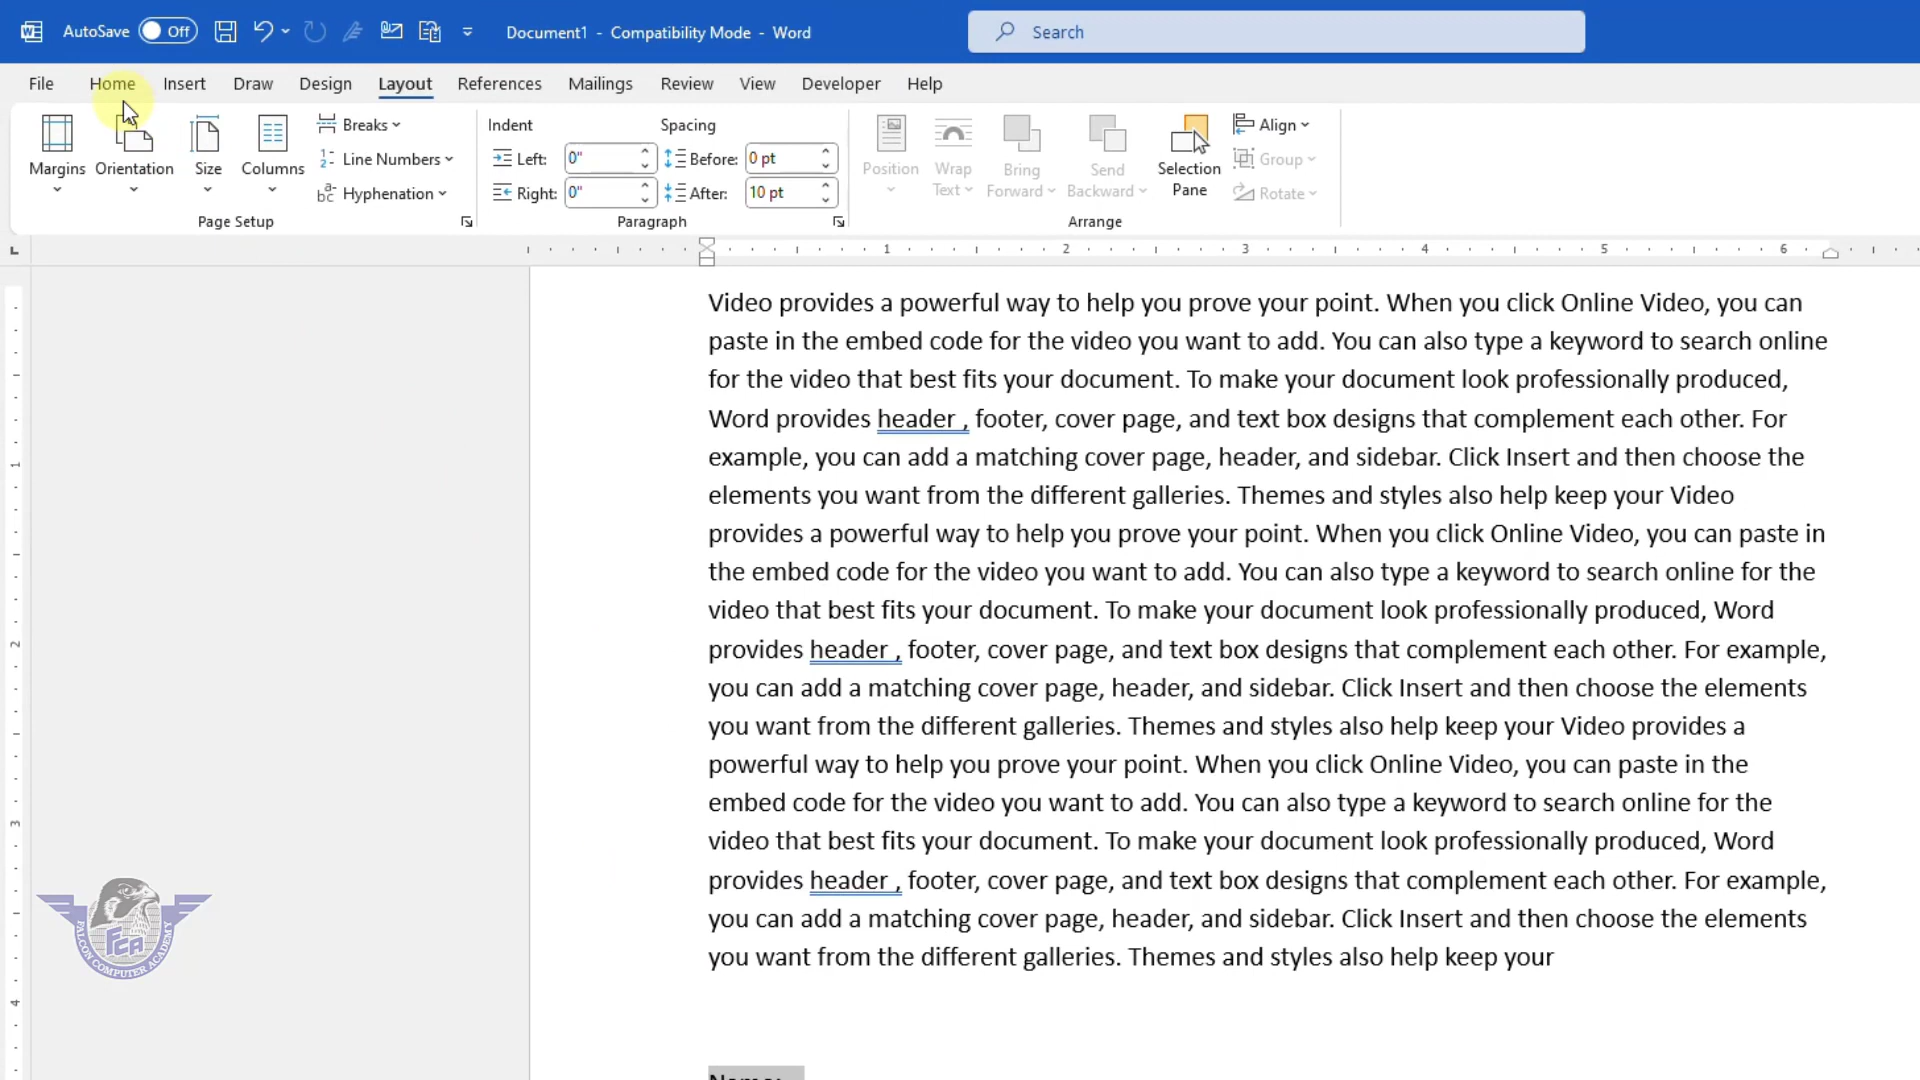 AutoSave Off Document1 - Compatibility Mode - Word Search
File Home Insert Draw Design Layout References Mailings Review View Developer Help
Margins Orientation Size Columns Breaks Line Numbers Hyphenation
Page Setup
Indent Spacing
Left: 0" Before: 0 pt
Right: 0" After: 10 pt
Paragraph
Position Wrap Text Bring Forward Send Backward Selection Pane Align Group Rotate
Arrange
1 2 3 4 5 6
Video provides a powerful way to help you prove your point. When you click Online Video, you can
paste in the embed code for the video you want to add. You can also type a keyword to search online
for the video that best fits your document. To make your document look professionally produced,
Word provides header , footer, cover page, and text box designs that complement each other. For
example, you can add a matching cover page, header, and sidebar. Click Insert and then choose the
elements you want from the different galleries. Themes and styles also help keep your Video
provides a powerful way to help you prove your point. When you click Online Video, you can paste in
the embed code for the video you want to add. You can also type a keyword to search online for the
video that best fits your document. To make your document look professionally produced, Word
provides header , footer, cover page, and text box designs that complement each other. For example,
you can add a matching cover page, header, and sidebar. Click Insert and then choose the elements
you want from the different galleries. Themes and styles also help keep your Video provides a
powerful way to help you prove your point. When you click Online Video, you can paste in the
embed code for the video you want to add. You can also type a keyword to search online for the
video that best fits your document. To make your document look professionally produced, Word
provides header , footer, cover page, and text box designs that complement each other. For example,
you can add a matching cover page, header, and sidebar. Click Insert and then choose the elements
you want from the different galleries. Themes and styles also help keep your
Name:
1
2
3
4
FCA
FALCON COMPUTER ACADEMY